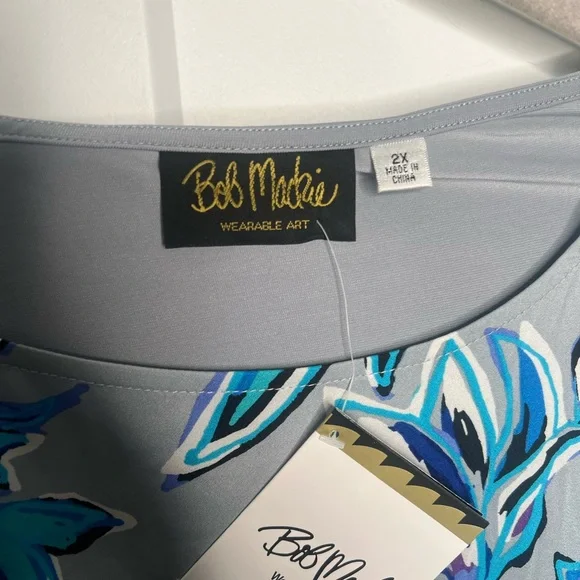 Bob Mackie
WEARABLE ART
2X
MADE IN
CHINA
Bob Mackie